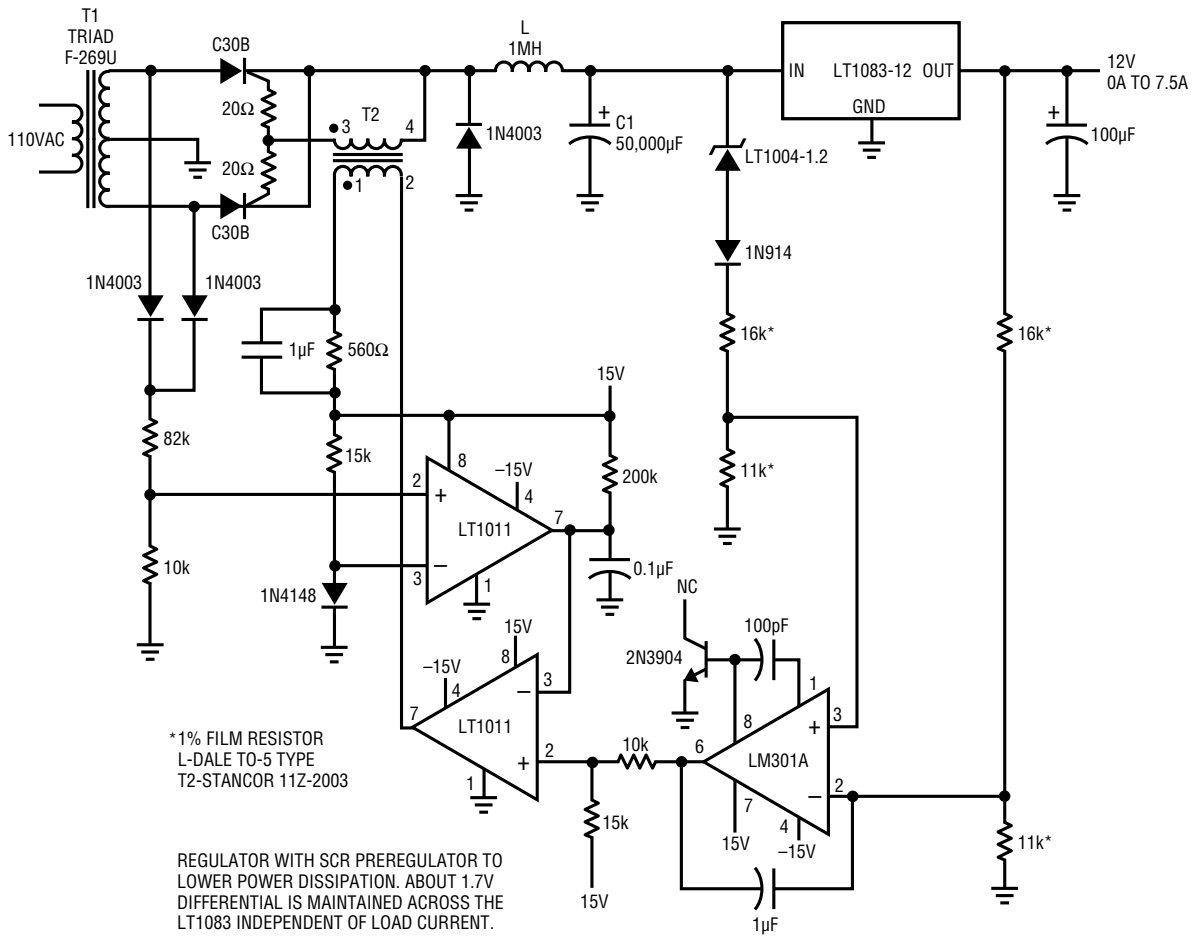 T1
TRIAD
F-269U
110VAC
C30B
20Ω
20Ω
C30B
T2
3
4
1
2
L
1MH
1N4003
+
C1
50,000µF
LT1004-1.2
IN
LT1083-12
OUT
GND
12V
0A TO 7.5A
+
100µF
1N4003
1N4003
1µF
560Ω
1N914
16k*
16k*
82k
15k
15V
200k
11k*
10k
1N4148
2
+
8
–15V
4
LT1011
7
–
3
1
0.1µF
15V
8
–15V
4
7
LT1011
–
3
+
2
1
NC
2N3904
100pF
1
8
+
3
6
LM301A
–
2
7
15V
4
–15V
10k
15k
15V
1µF
11k*
*1% FILM RESISTOR
L-DALE TO-5 TYPE
T2-STANCOR 11Z-2003
REGULATOR WITH SCR PREREGULATOR TO
LOWER POWER DISSIPATION. ABOUT 1.7V
DIFFERENTIAL IS MAINTAINED ACROSS THE
LT1083 INDEPENDENT OF LOAD CURRENT.